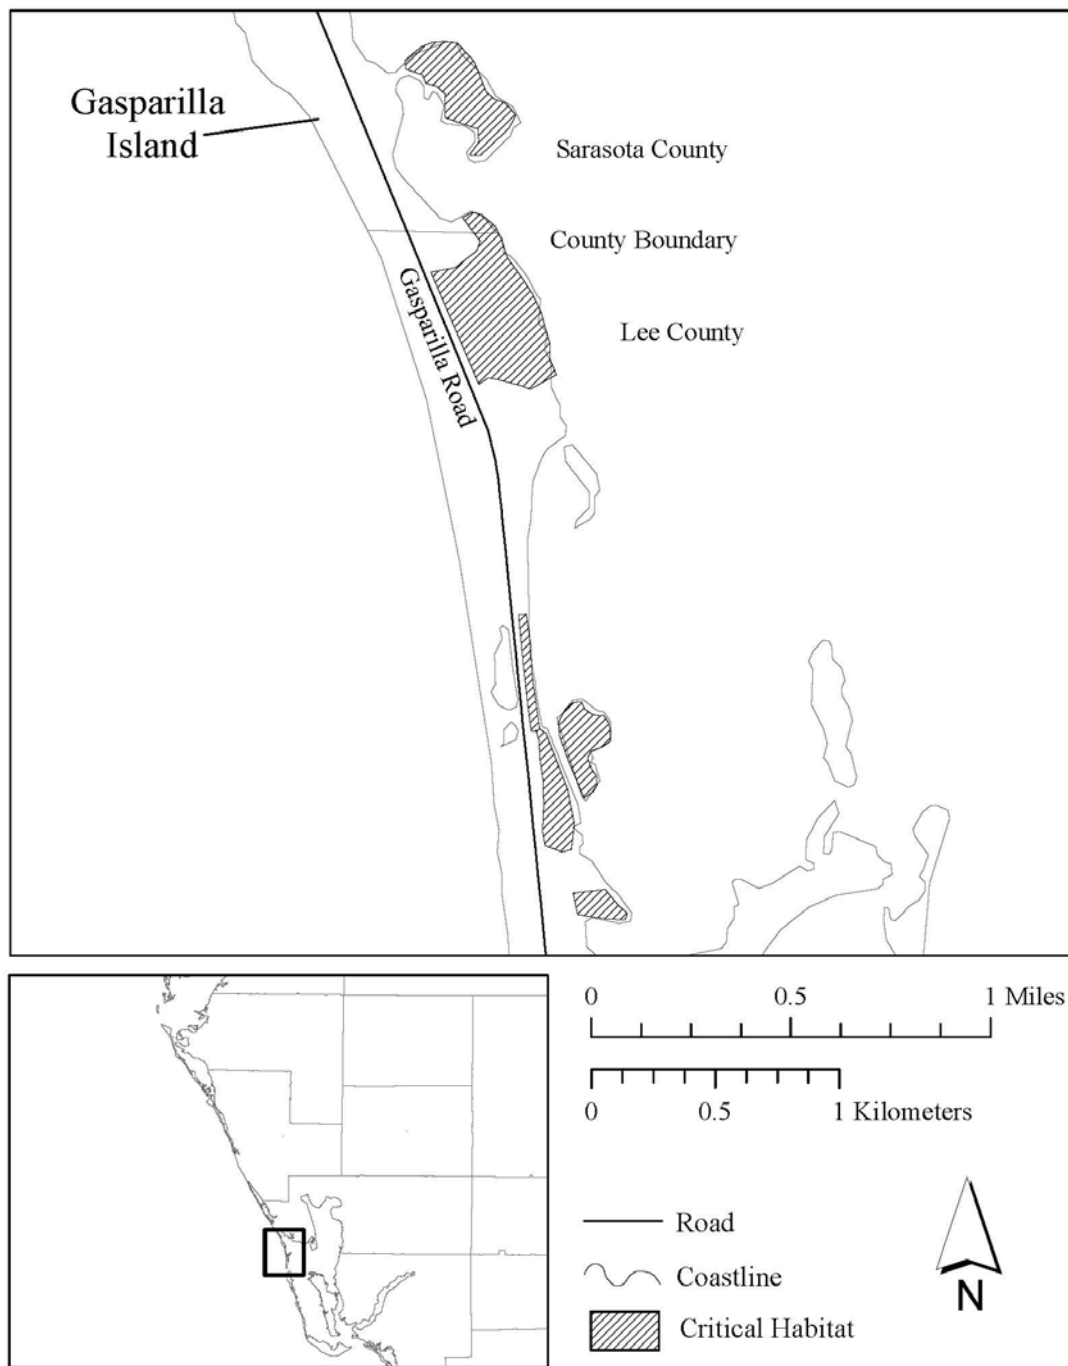 Gasparilla
Island
Sarasota County
County Boundary
Gasparilla Road
Lee County
0 0.5 1 Miles
0 0.5 1 Kilometers
Road
Coastline
Critical Habitat
N